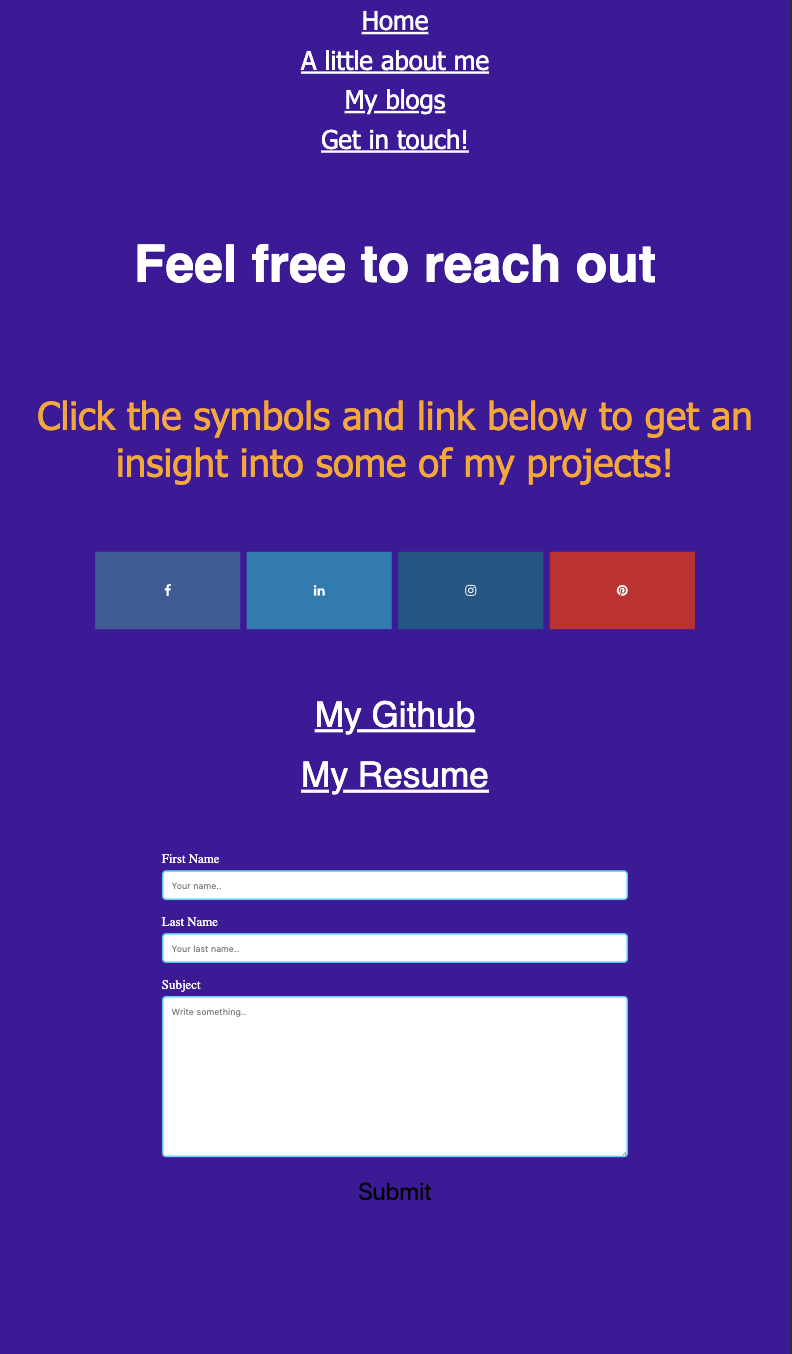 Home
A little about me
My blogs
Get in touch!
Feel free to reach out
Click the symbols and link below to get an
insight into some of my projects!
My Github
My Resume
First Name
Your name..
Last Name
Your last name..
Subject
Write something..
Submit